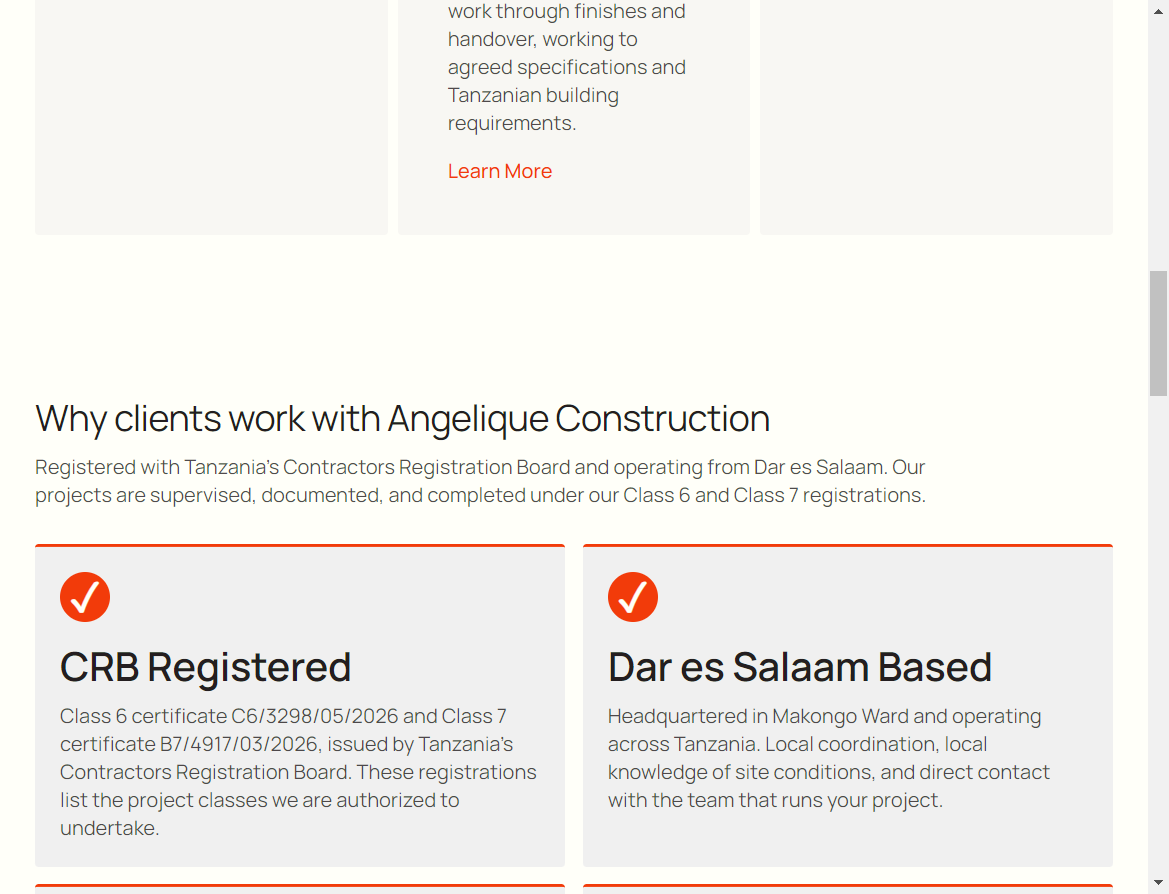 work through finishes and
handover, working to
agreed specifications and
Tanzanian building
requirements.
Learn More
Why clients work with Angelique Construction
Registered with Tanzania's Contractors Registration Board and operating from Dar es Salaam. Our
projects are supervised, documented, and completed under our Class 6 and Class 7 registrations.
CRB Registered
Class 6 certificate C6/3298/05/2026 and Class 7
certificate B7/4917/03/2026, issued by Tanzania's
Contractors Registration Board. These registrations
list the project classes we are authorized to
undertake.
Dar es Salaam Based
Headquartered in Makongo Ward and operating
across Tanzania. Local coordination, local
knowledge of site conditions, and direct contact
with the team that runs your project.